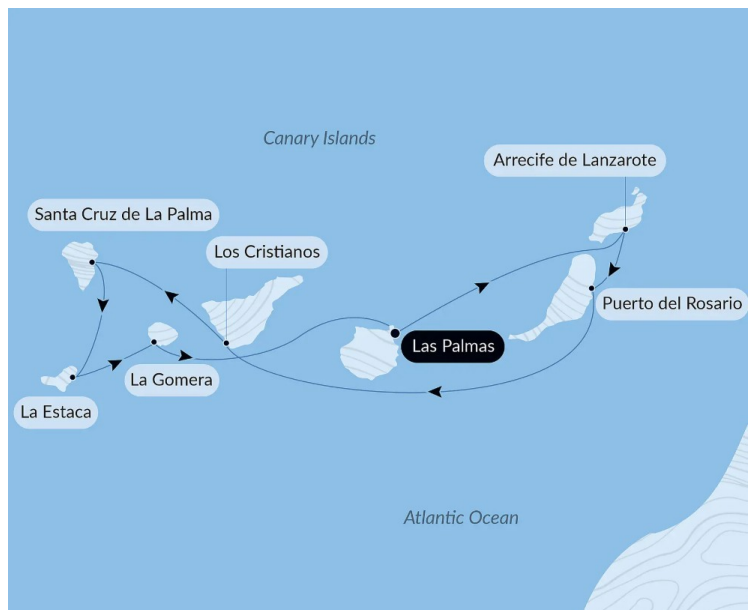 Canary Islands
Arrecife de Lanzarote
Santa Cruz de La Palma
Los Cristianos
Puerto del Rosario
Las Palmas
La Gomera
La Estaca
Atlantic Ocean